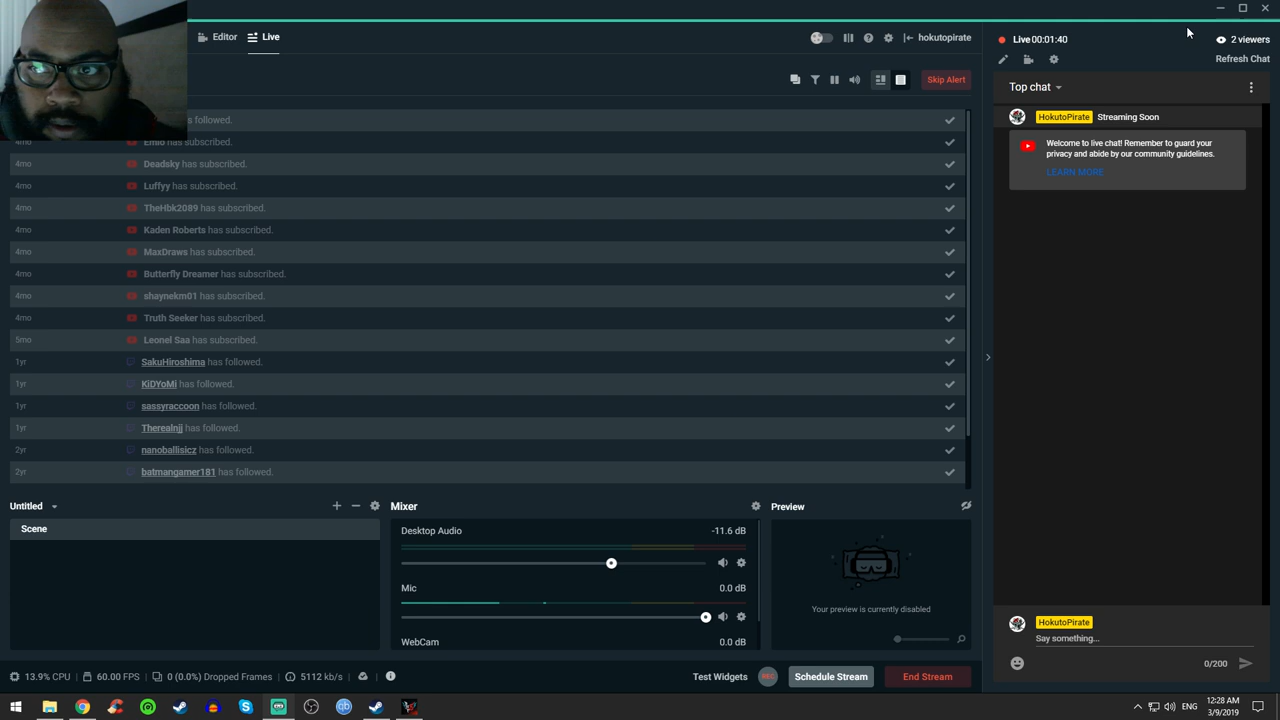 Editor
Live
hokutopirate
Skip Alert
s followed.
4mo Emio has subscribed.
4mo Deadsky has subscribed.
4mo Luffyy has subscribed.
4mo TheHbk2089 has subscribed.
4mo Kaden Roberts has subscribed.
4mo MaxDraws has subscribed.
4mo Butterfly Dreamer has subscribed.
4mo shaynekm01 has subscribed.
4mo Truth Seeker has subscribed.
5mo Leonel Saa has subscribed.
1yr SakuHiroshima has followed.
1yr KiDYoMi has followed.
1yr sassyraccoon has followed.
1yr Therealnjj has followed.
2yr nanoballisicz has followed.
2yr batmangamer181 has followed.
Untitled
Scene
Mixer
Desktop Audio -11.6 dB
Mic 0.0 dB
WebCam 0.0 dB
Preview
Your preview is currently disabled
13.9% CPU
60.00 FPS
0 (0.0%) Dropped Frames
5112 kb/s
Test Widgets
REC
Schedule Stream
End Stream
Live 00:01:40
2 viewers
Refresh Chat
Top chat
HokutoPirate Streaming Soon
Welcome to live chat! Remember to guard your
privacy and abide by our community guidelines.
LEARN MORE
HokutoPirate
Say something...
0/200
ENG
12:28 AM
3/9/2019